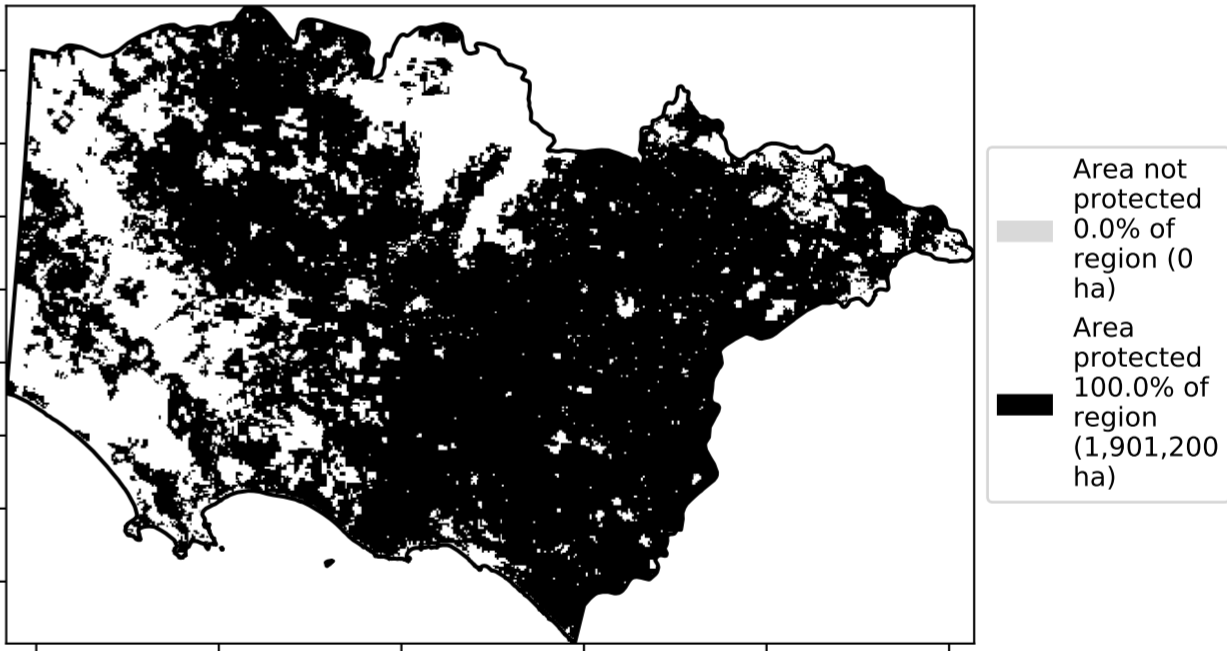 Area not
protected
0.0% of
region (0
ha)
Area
protected
100.0% of
region
(1,901,200
ha)